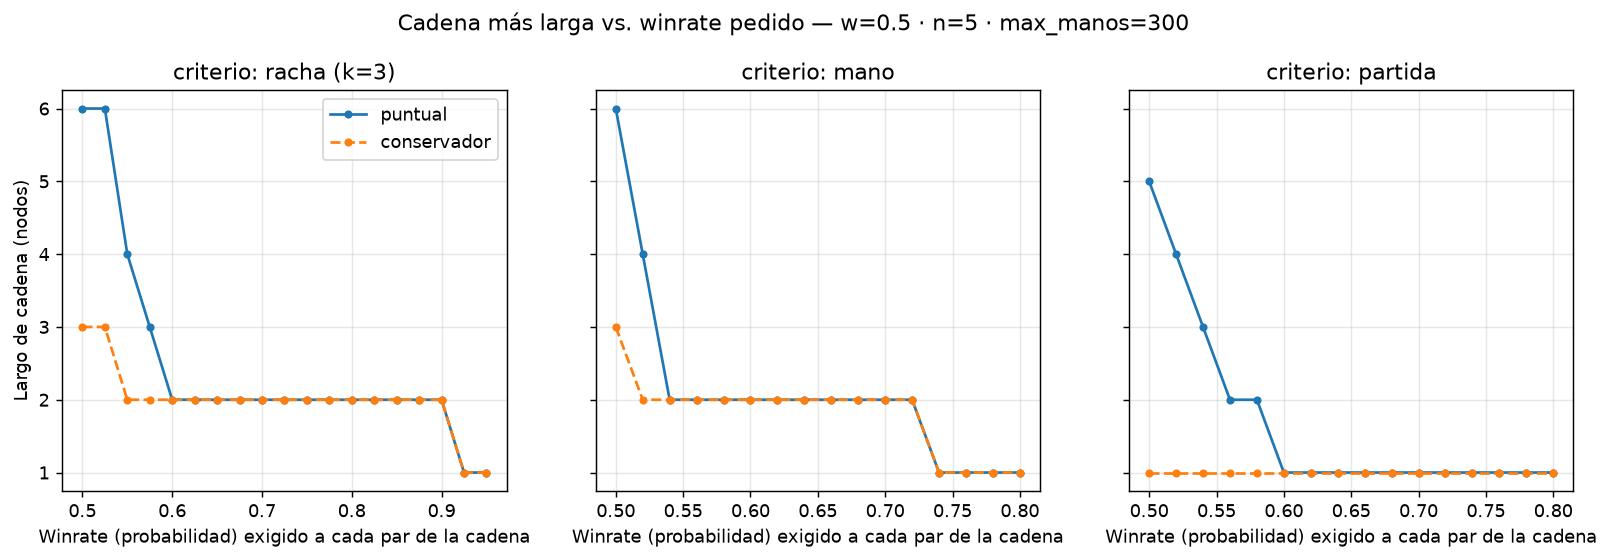 Cadena más larga vs. winrate pedido — w=0.5 · n=5 · max_manos=300
criterio: racha (k=3)
criterio: mano
criterio: partida
puntual
conservador
Largo de cadena (nodos)
6
5
4
3
2
1
0.5 0.6 0.7 0.8 0.9
0.50 0.55 0.60 0.65 0.70 0.75 0.80
0.50 0.55 0.60 0.65 0.70 0.75 0.80
Winrate (probabilidad) exigido a cada par de la cadena
Winrate (probabilidad) exigido a cada par de la cadena
Winrate (probabilidad) exigido a cada par de la cadena